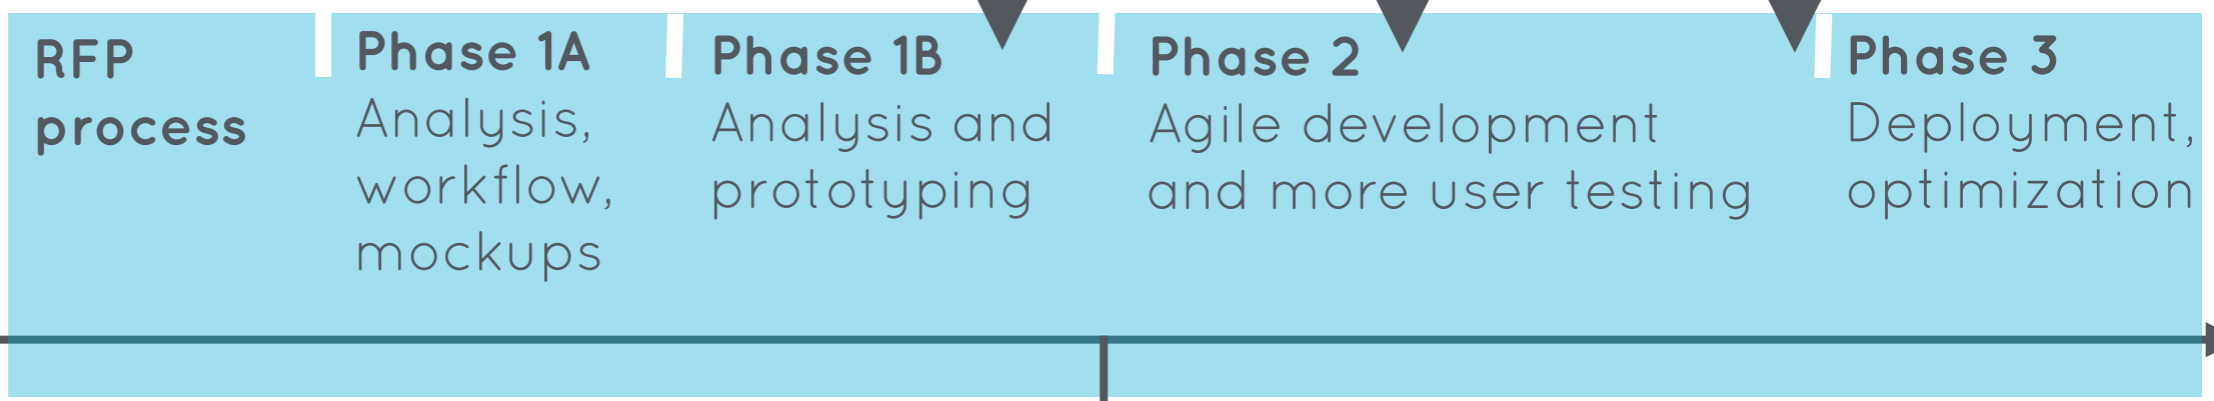 RFP
process
Phase 1A
Analysis,
workflow,
mockups
Phase 1B
Analysis and
prototyping
Phase 2
Agile development
and more user testing
Phase 3
Deployment,
optimization